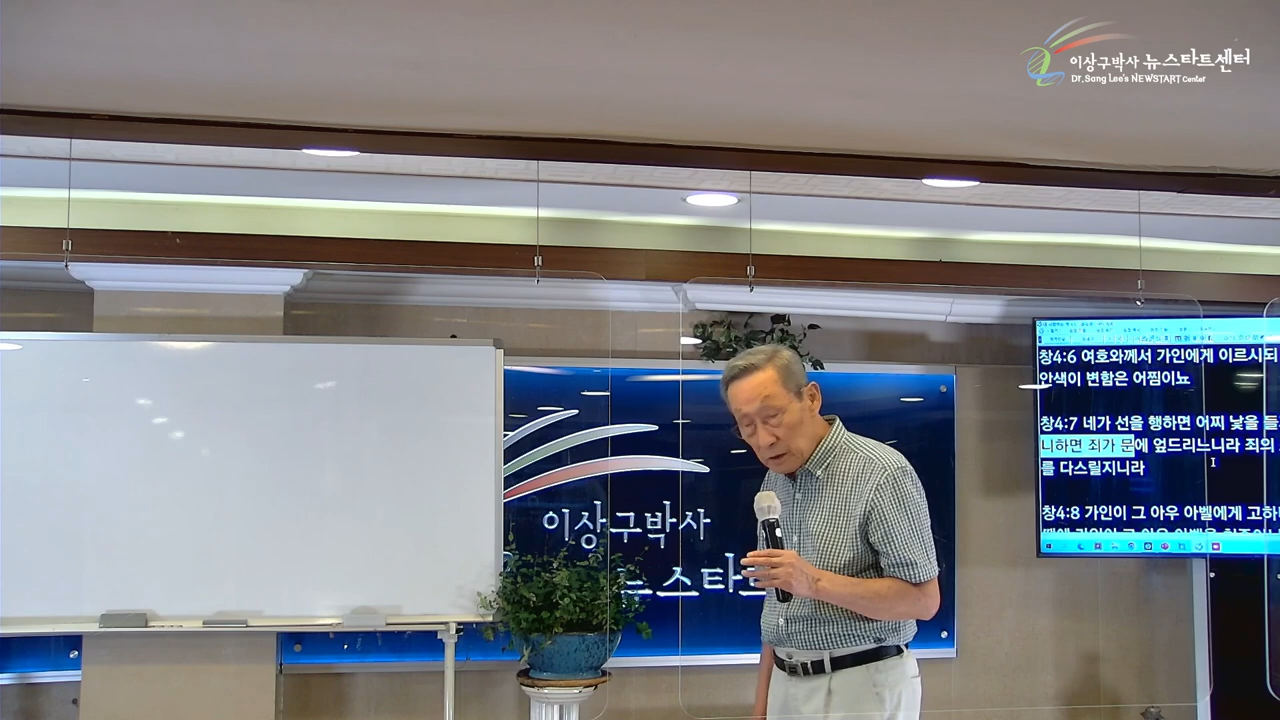 이상구박사 뉴스타트센터
Dr. Sang Lee's NEWSTART Center
이상구박사
뉴스타트
창4:6 여호와께서 가인에게 이르시되
안색이 변함은 어찜이뇨
창4:7 네가 선을 행하면 어찌 낯을 들
니하면 죄가 문에 엎드리느니라 죄의
를 다스릴지니라
창4:8 가인이 그 아우 아벨에게 고하